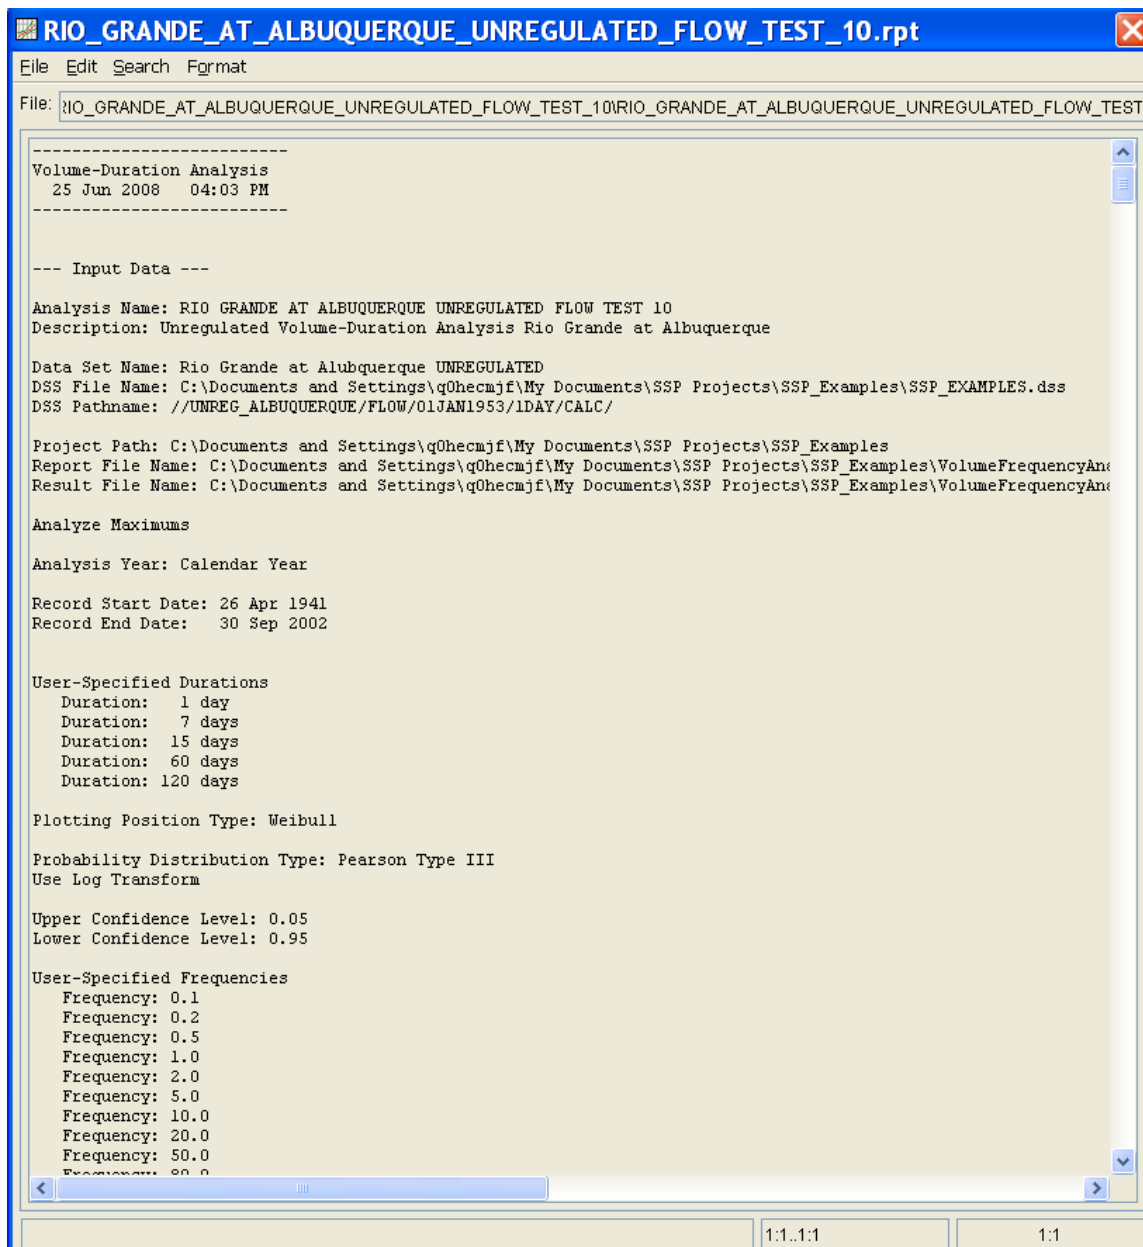 RIO_GRANDE_AT_ALBUQUERQUE_UNREGULATED_FLOW_TEST_10.rpt
File Edit Search Format
File: RIO_GRANDE_AT_ALBUQUERQUE_UNREGULATED_FLOW_TEST_10\RIO_GRANDE_AT_ALBUQUERQUE_UNREGULATED_FLOW_TEST
--------------------------
Volume-Duration Analysis
25 Jun 2008 04:03 PM
--------------------------
--- Input Data ---
Analysis Name: RIO GRANDE AT ALBUQUERQUE UNREGULATED FLOW TEST 10
Description: Unregulated Volume-Duration Analysis Rio Grande at Albuquerque
Data Set Name: Rio Grande at Alubquerque UNREGULATED
DSS File Name: C:\Documents and Settings\q0hecmjf\My Documents\SSP Projects\SSP_Examples\SSP_EXAMPLES.dss
DSS Pathname: //UNREG_ALBUQUERQUE/FLOW/01JAN1953/1DAY/CALC/
Project Path: C:\Documents and Settings\q0hecmjf\My Documents\SSP Projects\SSP_Examples
Report File Name: C:\Documents and Settings\q0hecmjf\My Documents\SSP Projects\SSP_Examples\VolumeFrequencyAna
Result File Name: C:\Documents and Settings\q0hecmjf\My Documents\SSP Projects\SSP_Examples\VolumeFrequencyAna
Analyze Maximums
Analysis Year: Calendar Year
Record Start Date: 26 Apr 1941
Record End Date: 30 Sep 2002
User-Specified Durations
Duration: 1 day
Duration: 7 days
Duration: 15 days
Duration: 60 days
Duration: 120 days
Plotting Position Type: Weibull
Probability Distribution Type: Pearson Type III
Use Log Transform
Upper Confidence Level: 0.05
Lower Confidence Level: 0.95
User-Specified Frequencies
Frequency: 0.1
Frequency: 0.2
Frequency: 0.5
Frequency: 1.0
Frequency: 2.0
Frequency: 5.0
Frequency: 10.0
Frequency: 20.0
Frequency: 50.0
Frequency: 80.0
1:1..1:1 1:1